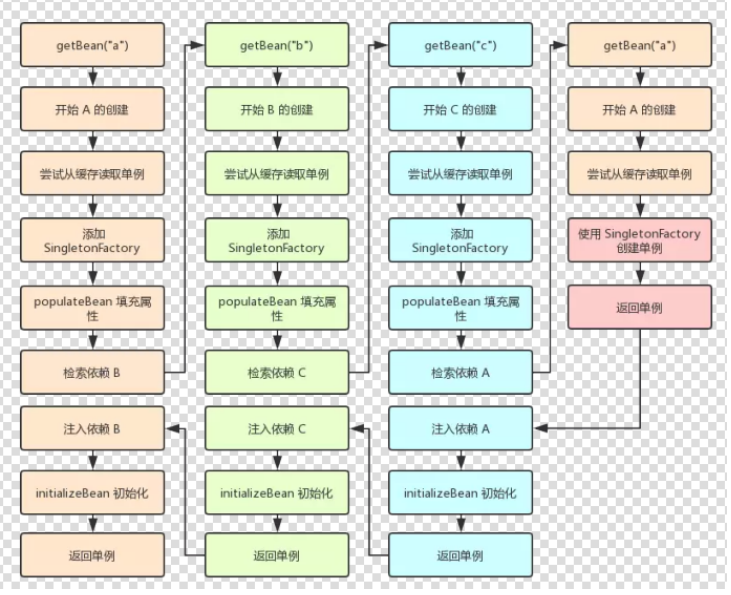 getBean("a")
开始 A 的创建
尝试从缓存读取单例
添加
SingletonFactory
populateBean 填充属
性
检索依赖 B
注入依赖 B
initializeBean 初始化
返回单例
getBean("b")
开始 B 的创建
尝试从缓存读取单例
添加
SingletonFactory
populateBean 填充属
性
检索依赖 C
注入依赖 C
initializeBean 初始化
返回单例
getBean("c")
开始 C 的创建
尝试从缓存读取单例
添加
SingletonFactory
populateBean 填充属
性
检索依赖 A
注入依赖 A
initializeBean 初始化
返回单例
getBean("a")
开始 A 的创建
尝试从缓存读取单例
使用 SingletonFactory
创建单例
返回单例